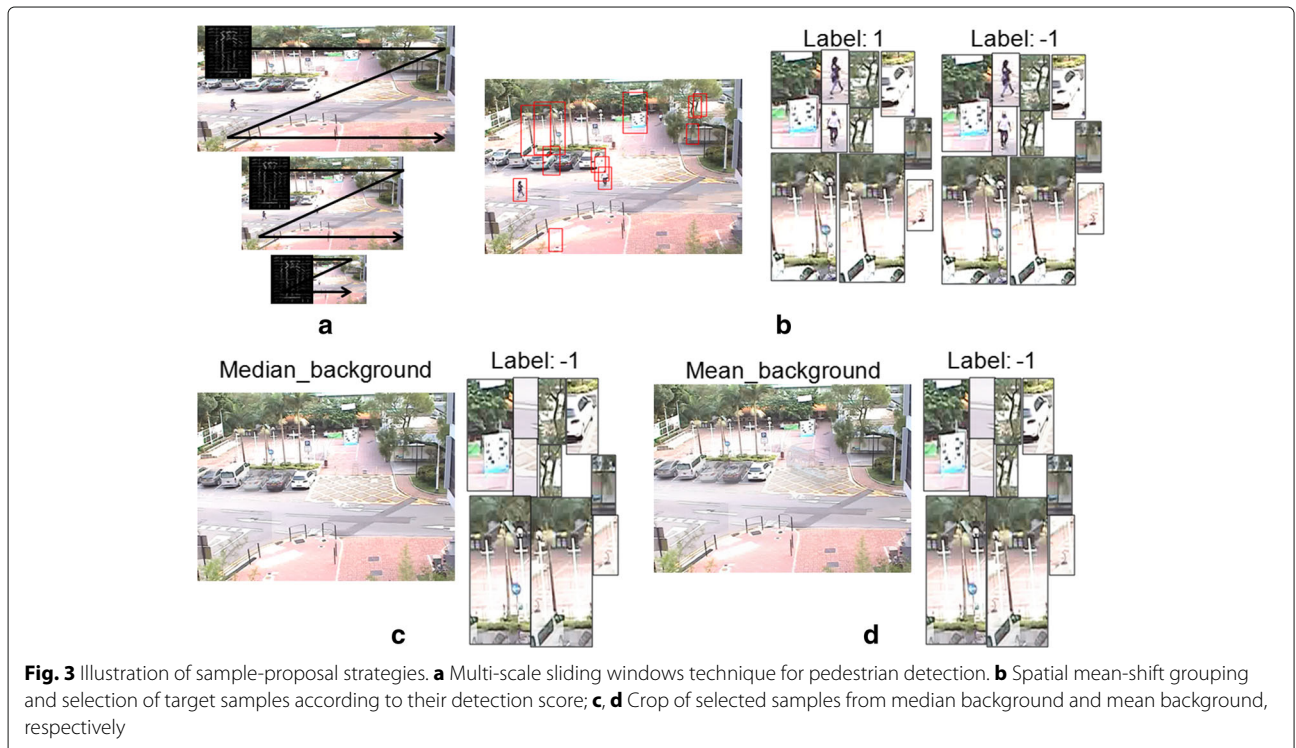 Label: 1
Label: -1
a
b
Median_background
Label: -1
Mean_background
Label: -1
c
d
Fig. 3 Illustration of sample-proposal strategies. a Multi-scale sliding windows technique for pedestrian detection. b Spatial mean-shift grouping
and selection of target samples according to their detection score; c, d Crop of selected samples from median background and mean background,
respectively